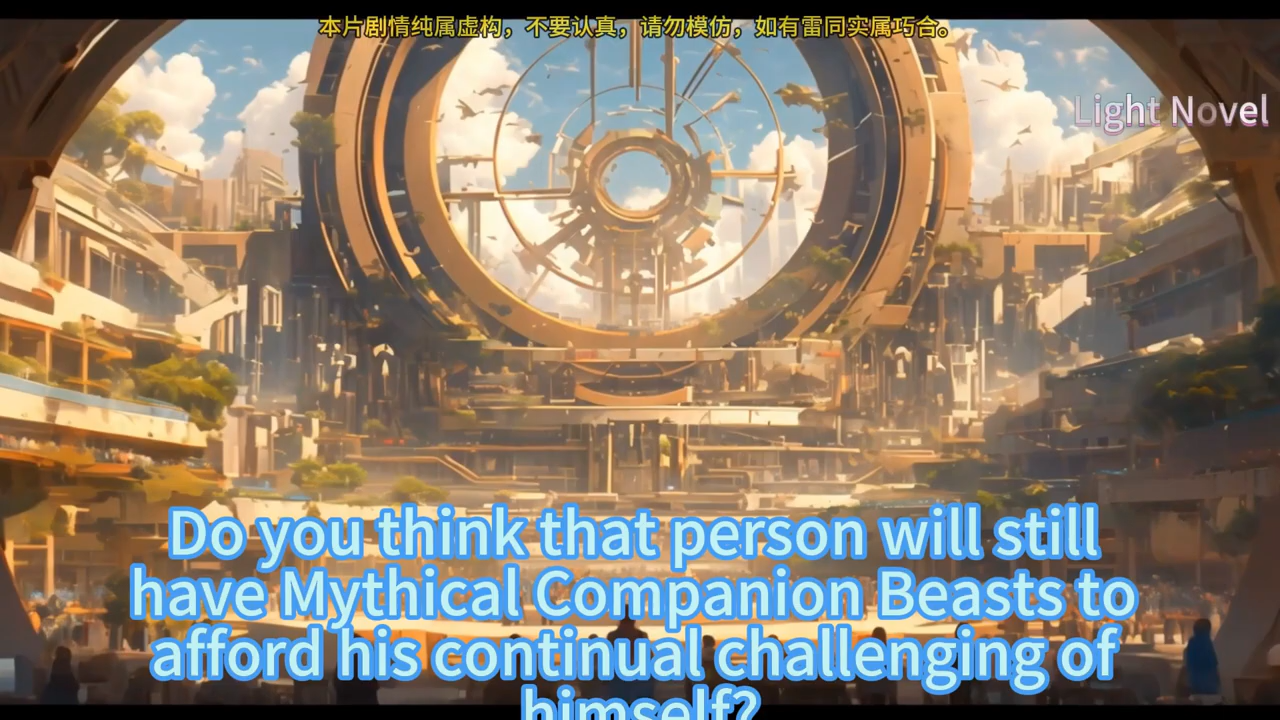 本片剧情纯属虚构，不要认真，请勿模仿，如有雷同实属巧合。
Light Novel
Do you think that person will still
have Mythical Companion Beasts to
afford his continual challenging of
himself?